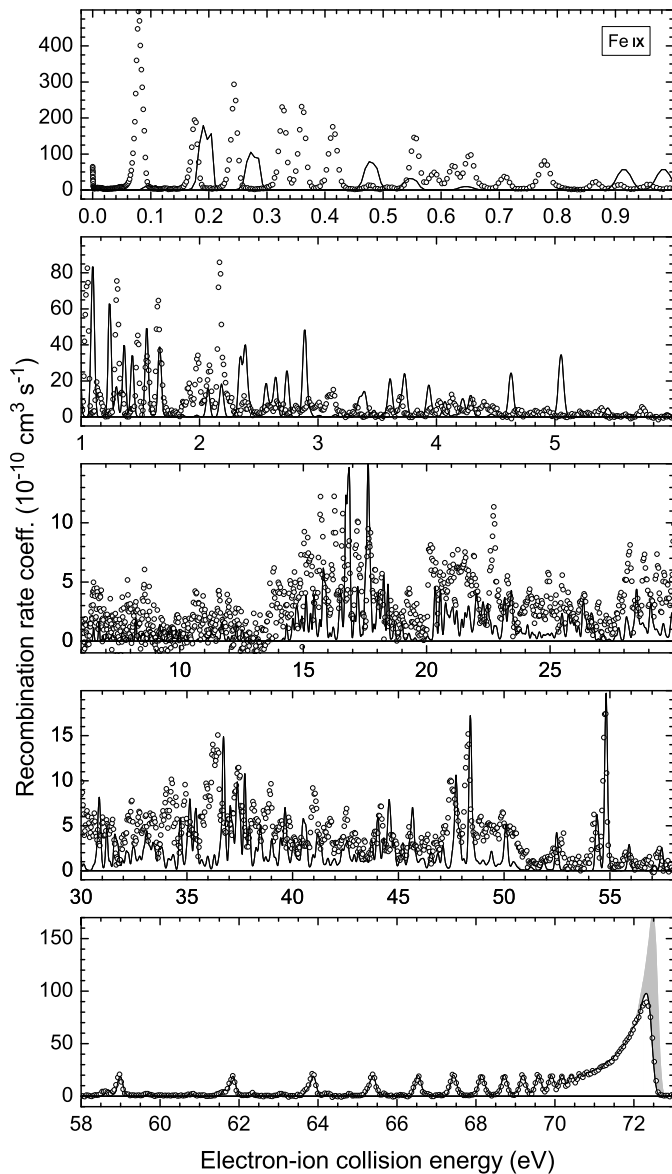 500
400
300
200
100
0
Fe IX
0.0 0.1 0.2 0.3 0.4 0.5 0.6 0.7 0.8 0.9
80
60
40
20
0
1 2 3 4 5
10
5
0
10 15 20 25
15
10
5
0
30 35 40 45 50 55
150
100
50
0
58 60 62 64 66 68 70 72
Recombination rate coeff. (10⁻¹⁰ cm³ s⁻¹)
Electron-ion collision energy (eV)